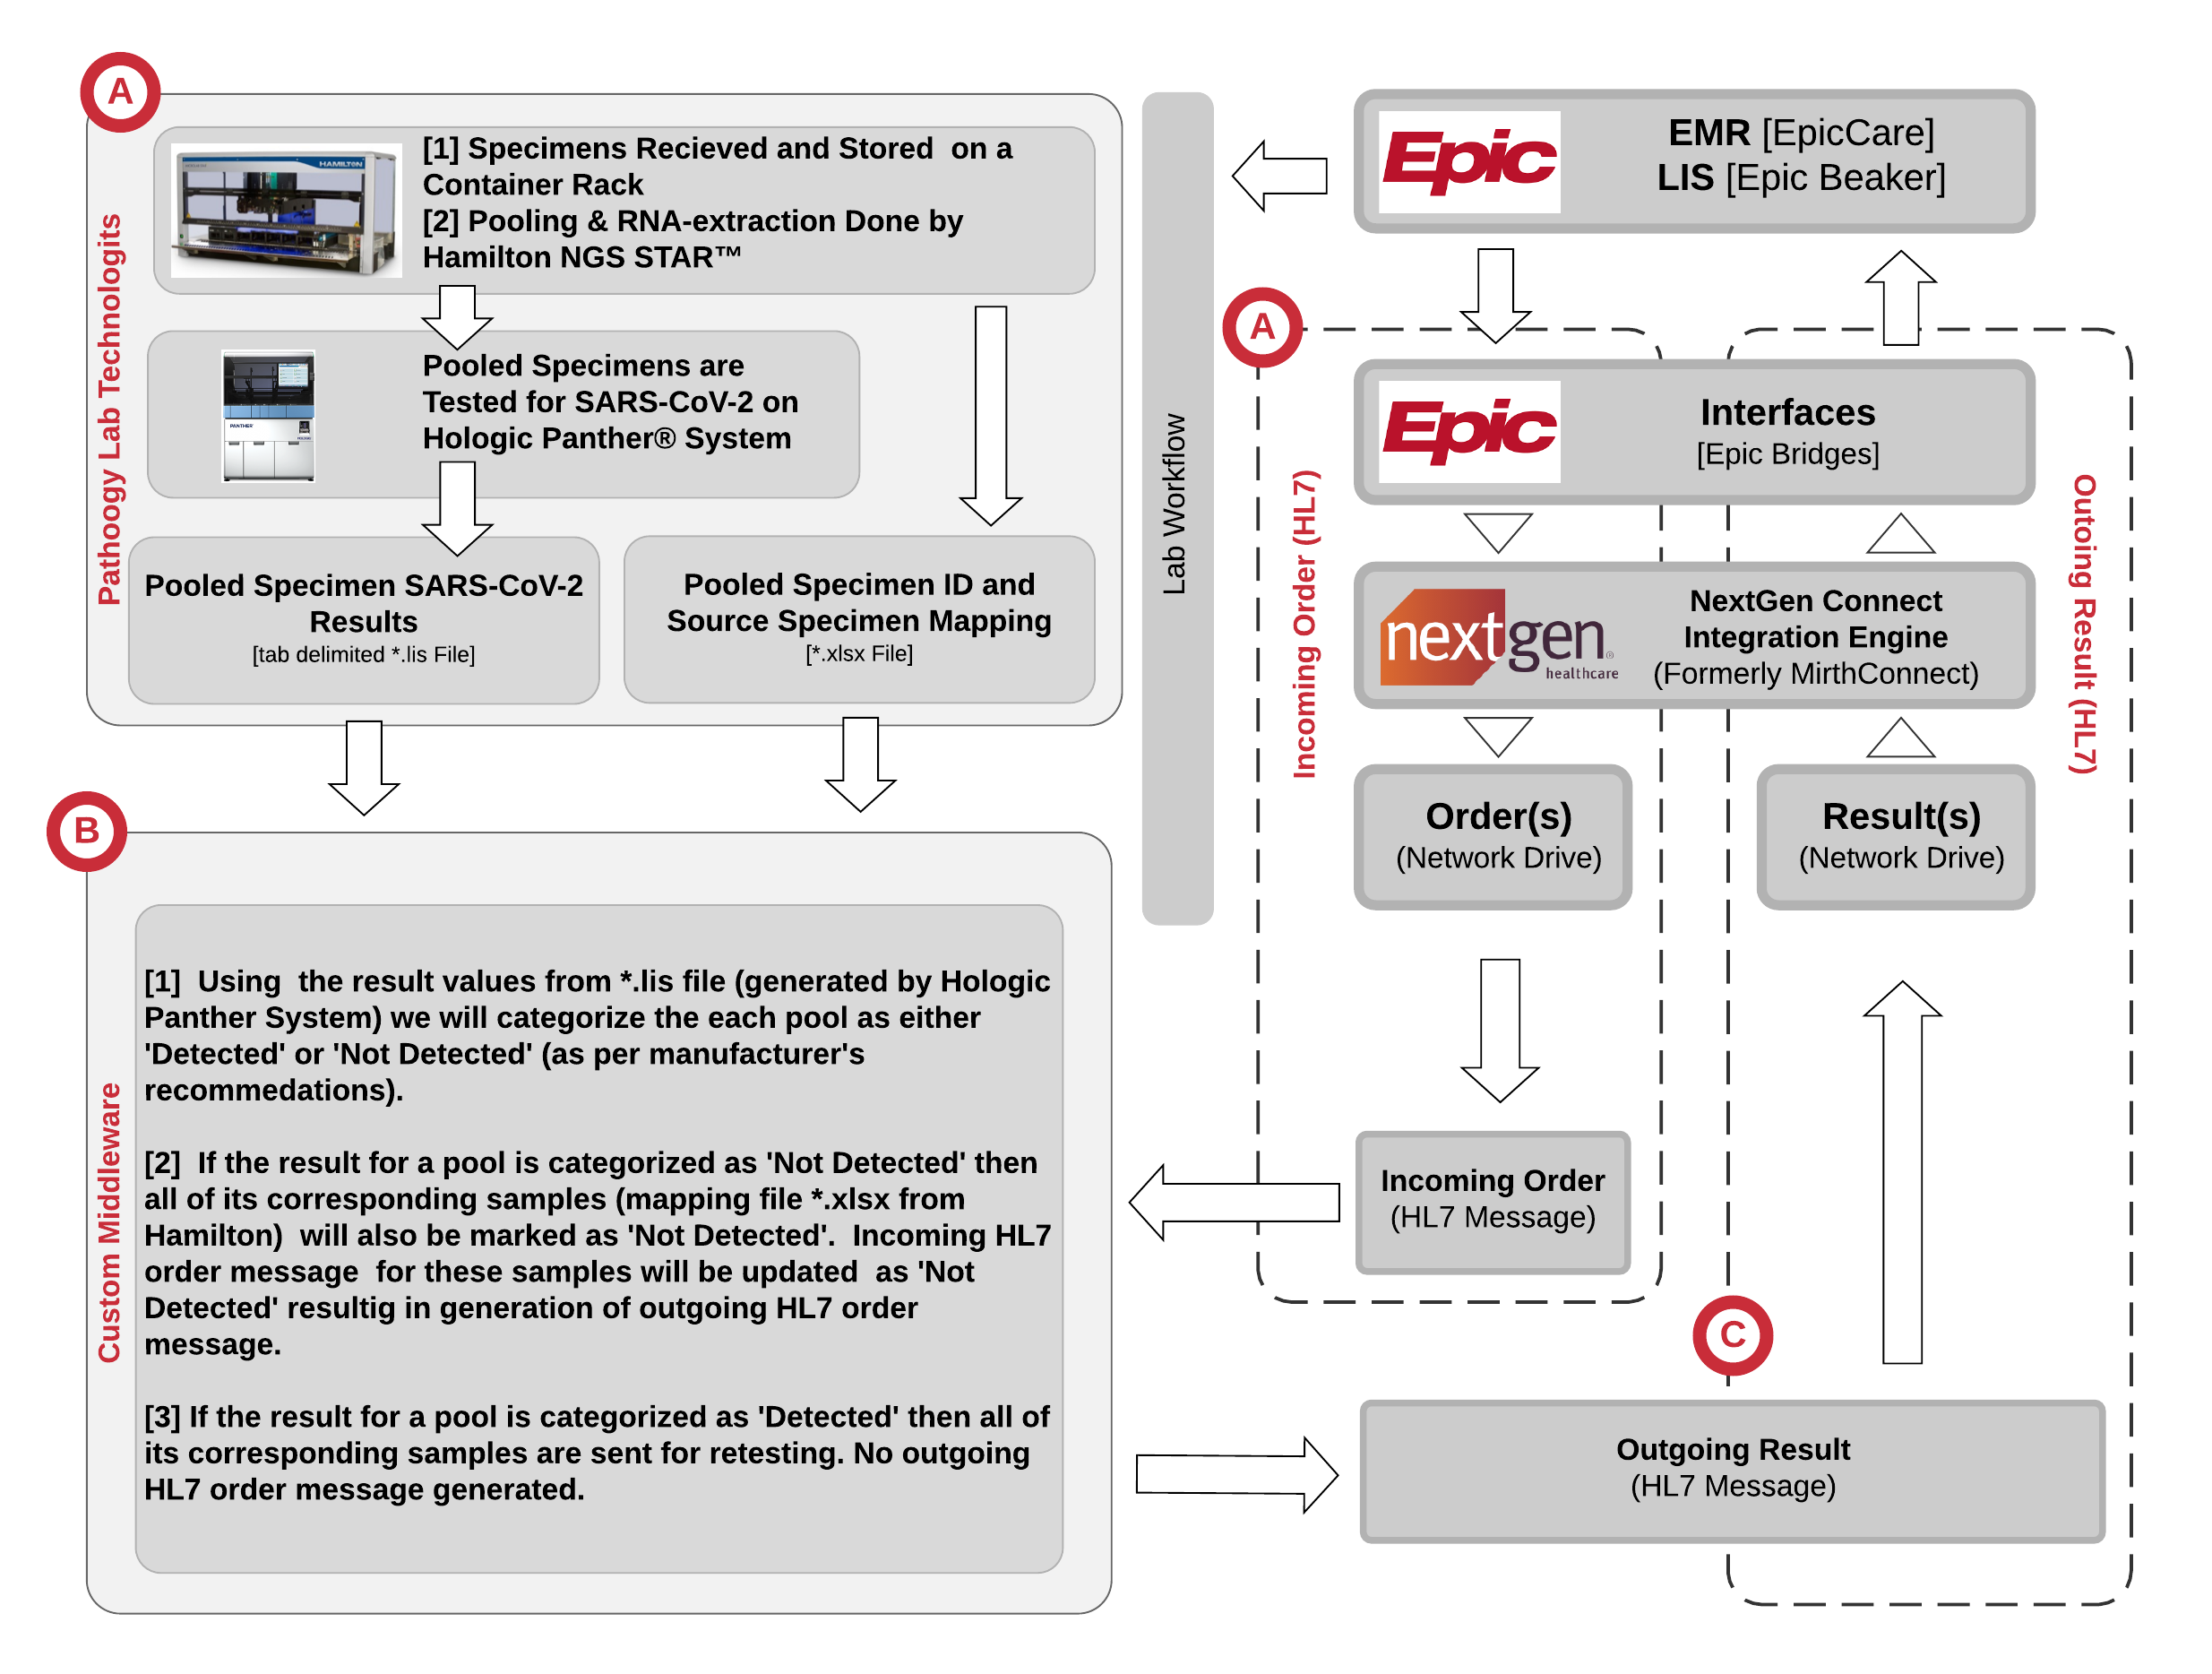 A
Pathoogy Lab Technologits
HAMILTON
[1] Specimens Recieved and Stored  on a
Container Rack
[2] Pooling & RNA-extraction Done by
Hamilton NGS STAR™
PANTHER
Pooled Specimens are
Tested for SARS-CoV-2 on
Hologic Panther® System
Pooled Specimen SARS-CoV-2
Results
[tab delimited *.lis File]
Pooled Specimen ID and
Source Specimen Mapping
[*.xlsx File]
B
Custom Middleware
[1]  Using  the result values from *.lis file (generated by Hologic
Panther System) we will categorize the each pool as either
'Detected' or 'Not Detected' (as per manufacturer's
recommedations).
[2]  If the result for a pool is categorized as 'Not Detected' then
all of its corresponding samples (mapping file *.xlsx from
Hamilton)  will also be marked as 'Not Detected'.  Incoming HL7
order message  for these samples will be updated  as 'Not
Detected' resultig in generation of outgoing HL7 order
message.
[3] If the result for a pool is categorized as 'Detected' then all of
its corresponding samples are sent for retesting. No outgoing
HL7 order message generated.
Lab Workflow
Epic
EMR [EpicCare]
LIS [Epic Beaker]
A
Incoming Order (HL7)
Epic
Interfaces
[Epic Bridges]
nextgen®
healthcare
NextGen Connect
Integration Engine
(Formerly MirthConnect)
Outoing Result (HL7)
Order(s)
(Network Drive)
Result(s)
(Network Drive)
Incoming Order
(HL7 Message)
C
Outgoing Result
(HL7 Message)